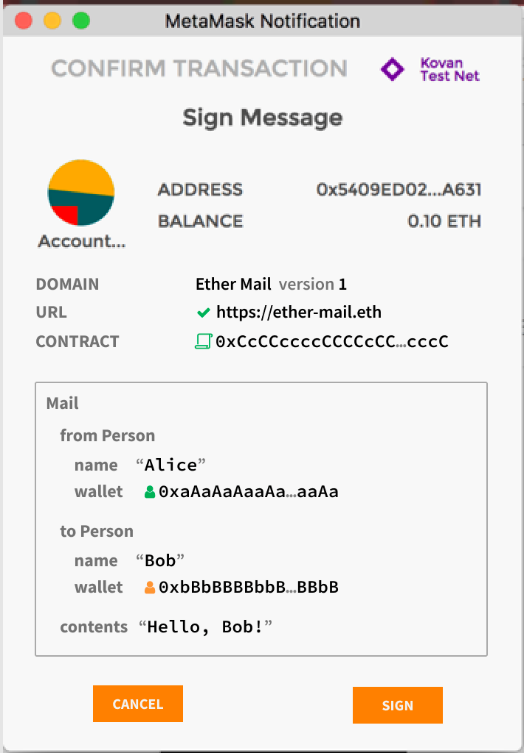 MetaMask Notification
CONFIRM TRANSACTION
Kovan
Test Net
Sign Message
ADDRESS 0x5409ED02...A631
BALANCE 0.10 ETH
Account...
DOMAIN Ether Mail version 1
URL https://ether-mail.eth
CONTRACT 0xCcCCccccCCCCcCC…cccC
Mail
from Person
name “Alice”
wallet 0xaAaAaAaaAa…aaAa
to Person
name “Bob”
wallet 0xbBbBBBBbbB…BBbB
contents “Hello, Bob!”
CANCEL SIGN